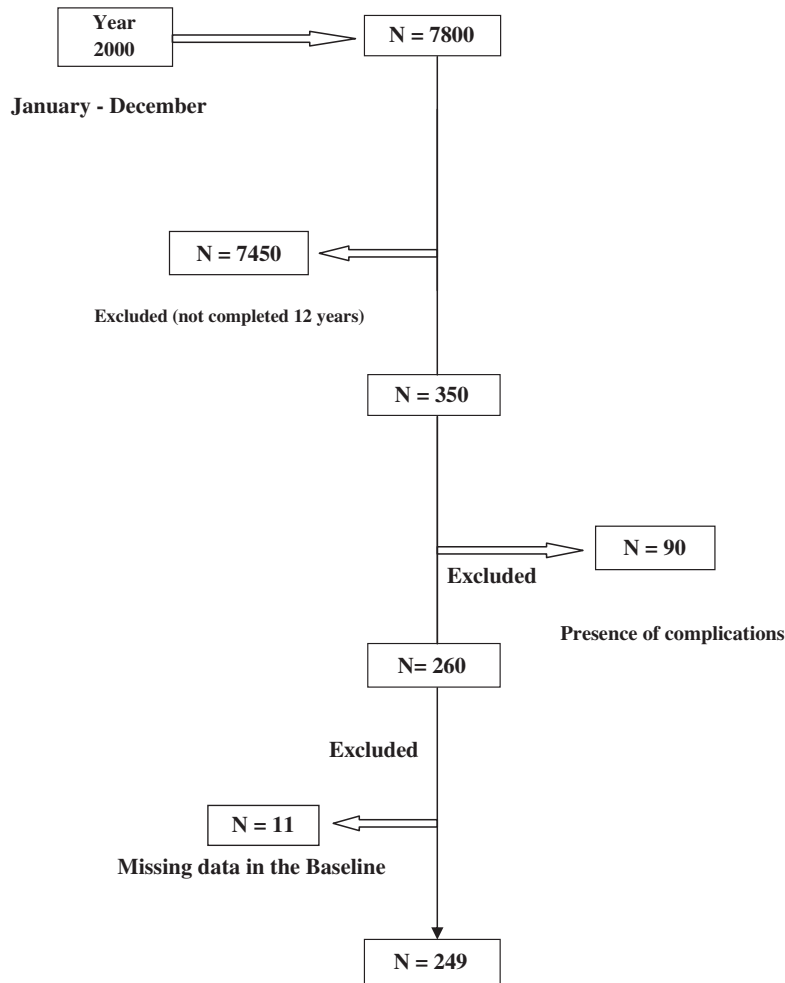 Year
2000
N = 7800
January - December
N = 7450
Excluded (not completed 12 years)
N = 350
N = 90
Excluded
Presence of complications
N= 260
Excluded
N = 11
Missing data in the Baseline
N = 249